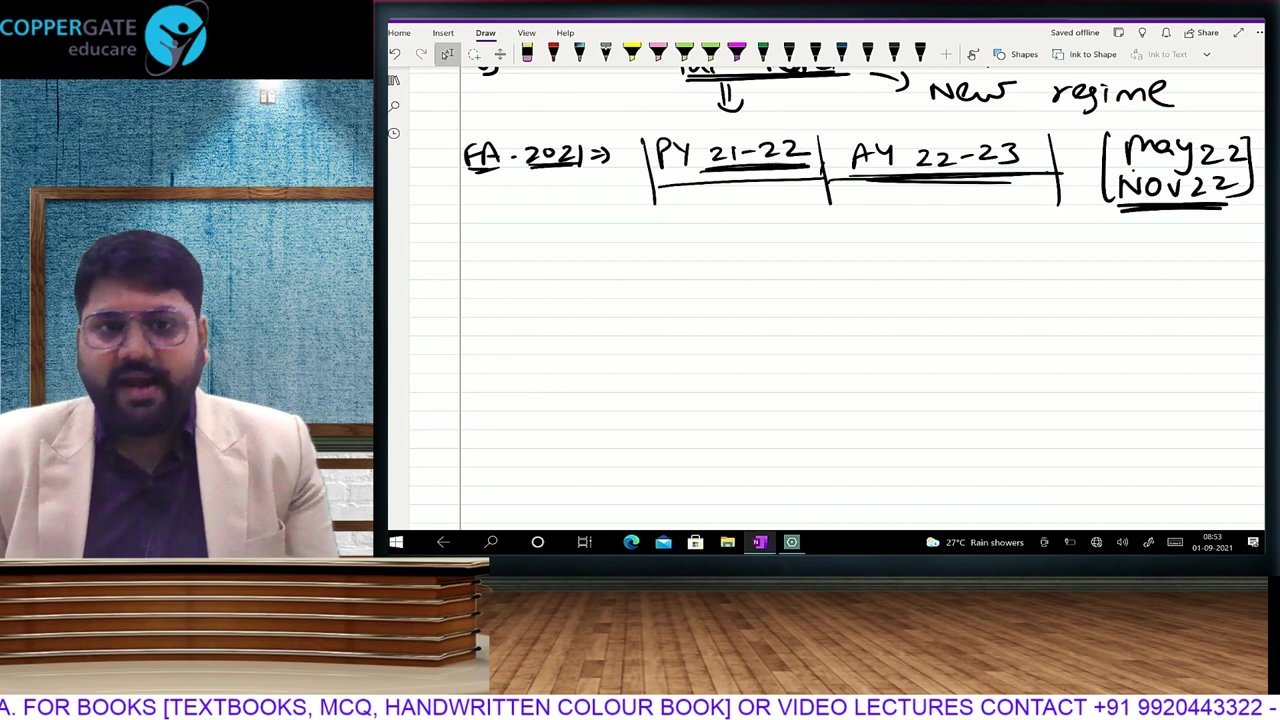 COPPERGATE
educare
Home Insert Draw View Help
Saved offline
Share
Shapes
Ink to Shape
Ink to Text
New regime
FA. 2021 ⇒
PY 21-22
AY 22-23
May 22
NOV 22
27°C Rain showers
08:53
01-09-2021
A. FOR BOOKS [TEXTBOOKS, MCQ, HANDWRITTEN COLOUR BOOK] OR VIDEO LECTURES CONTACT +91 9920443322 -